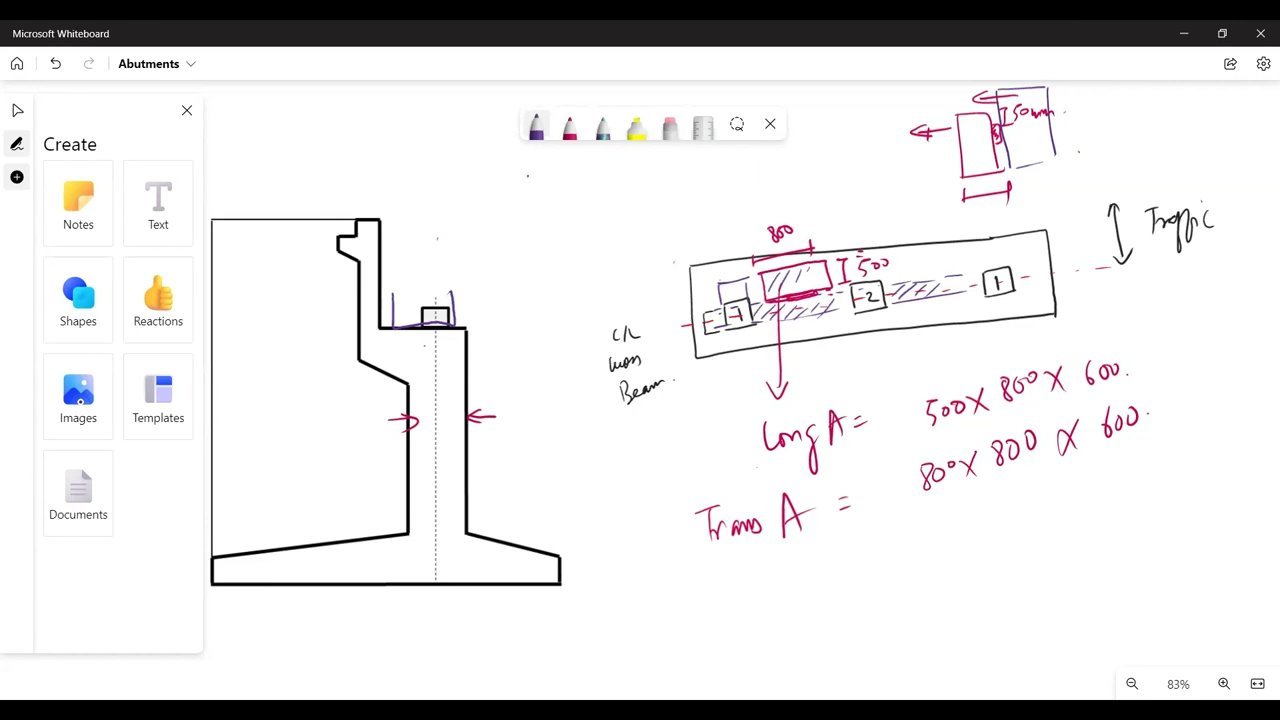 Microsoft Whiteboard
Abutments
Create
Notes
Text
Shapes
Reactions
Images
Templates
Documents
50mm
Traffic
800
500
1
2
1
C/L
Beam
Long A =
500 X 800 X 600.
Trans A =
800 X 800 X 600.
83%